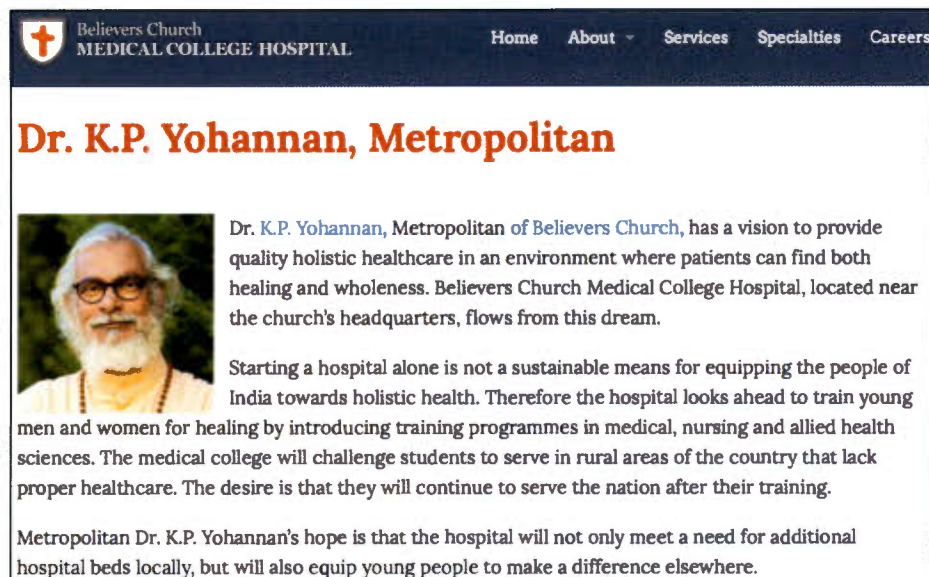 Believers Church
MEDICAL COLLEGE HOSPITAL
Home About Services Specialties Careers
Dr. K.P. Yohannan, Metropolitan
Dr. K.P. Yohannan, Metropolitan of Believers Church, has a vision to provide
quality holistic healthcare in an environment where patients can find both
healing and wholeness. Believers Church Medical College Hospital, located near
the church's headquarters, flows from this dream.
Starting a hospital alone is not a sustainable means for equipping the people of
India towards holistic health. Therefore the hospital looks ahead to train young
men and women for healing by introducing training programmes in medical, nursing and allied health
sciences. The medical college will challenge students to serve in rural areas of the country that lack
proper healthcare. The desire is that they will continue to serve the nation after their training.
Metropolitan Dr. K.P. Yohannan's hope is that the hospital will not only meet a need for additional
hospital beds locally, but will also equip young people to make a difference elsewhere.